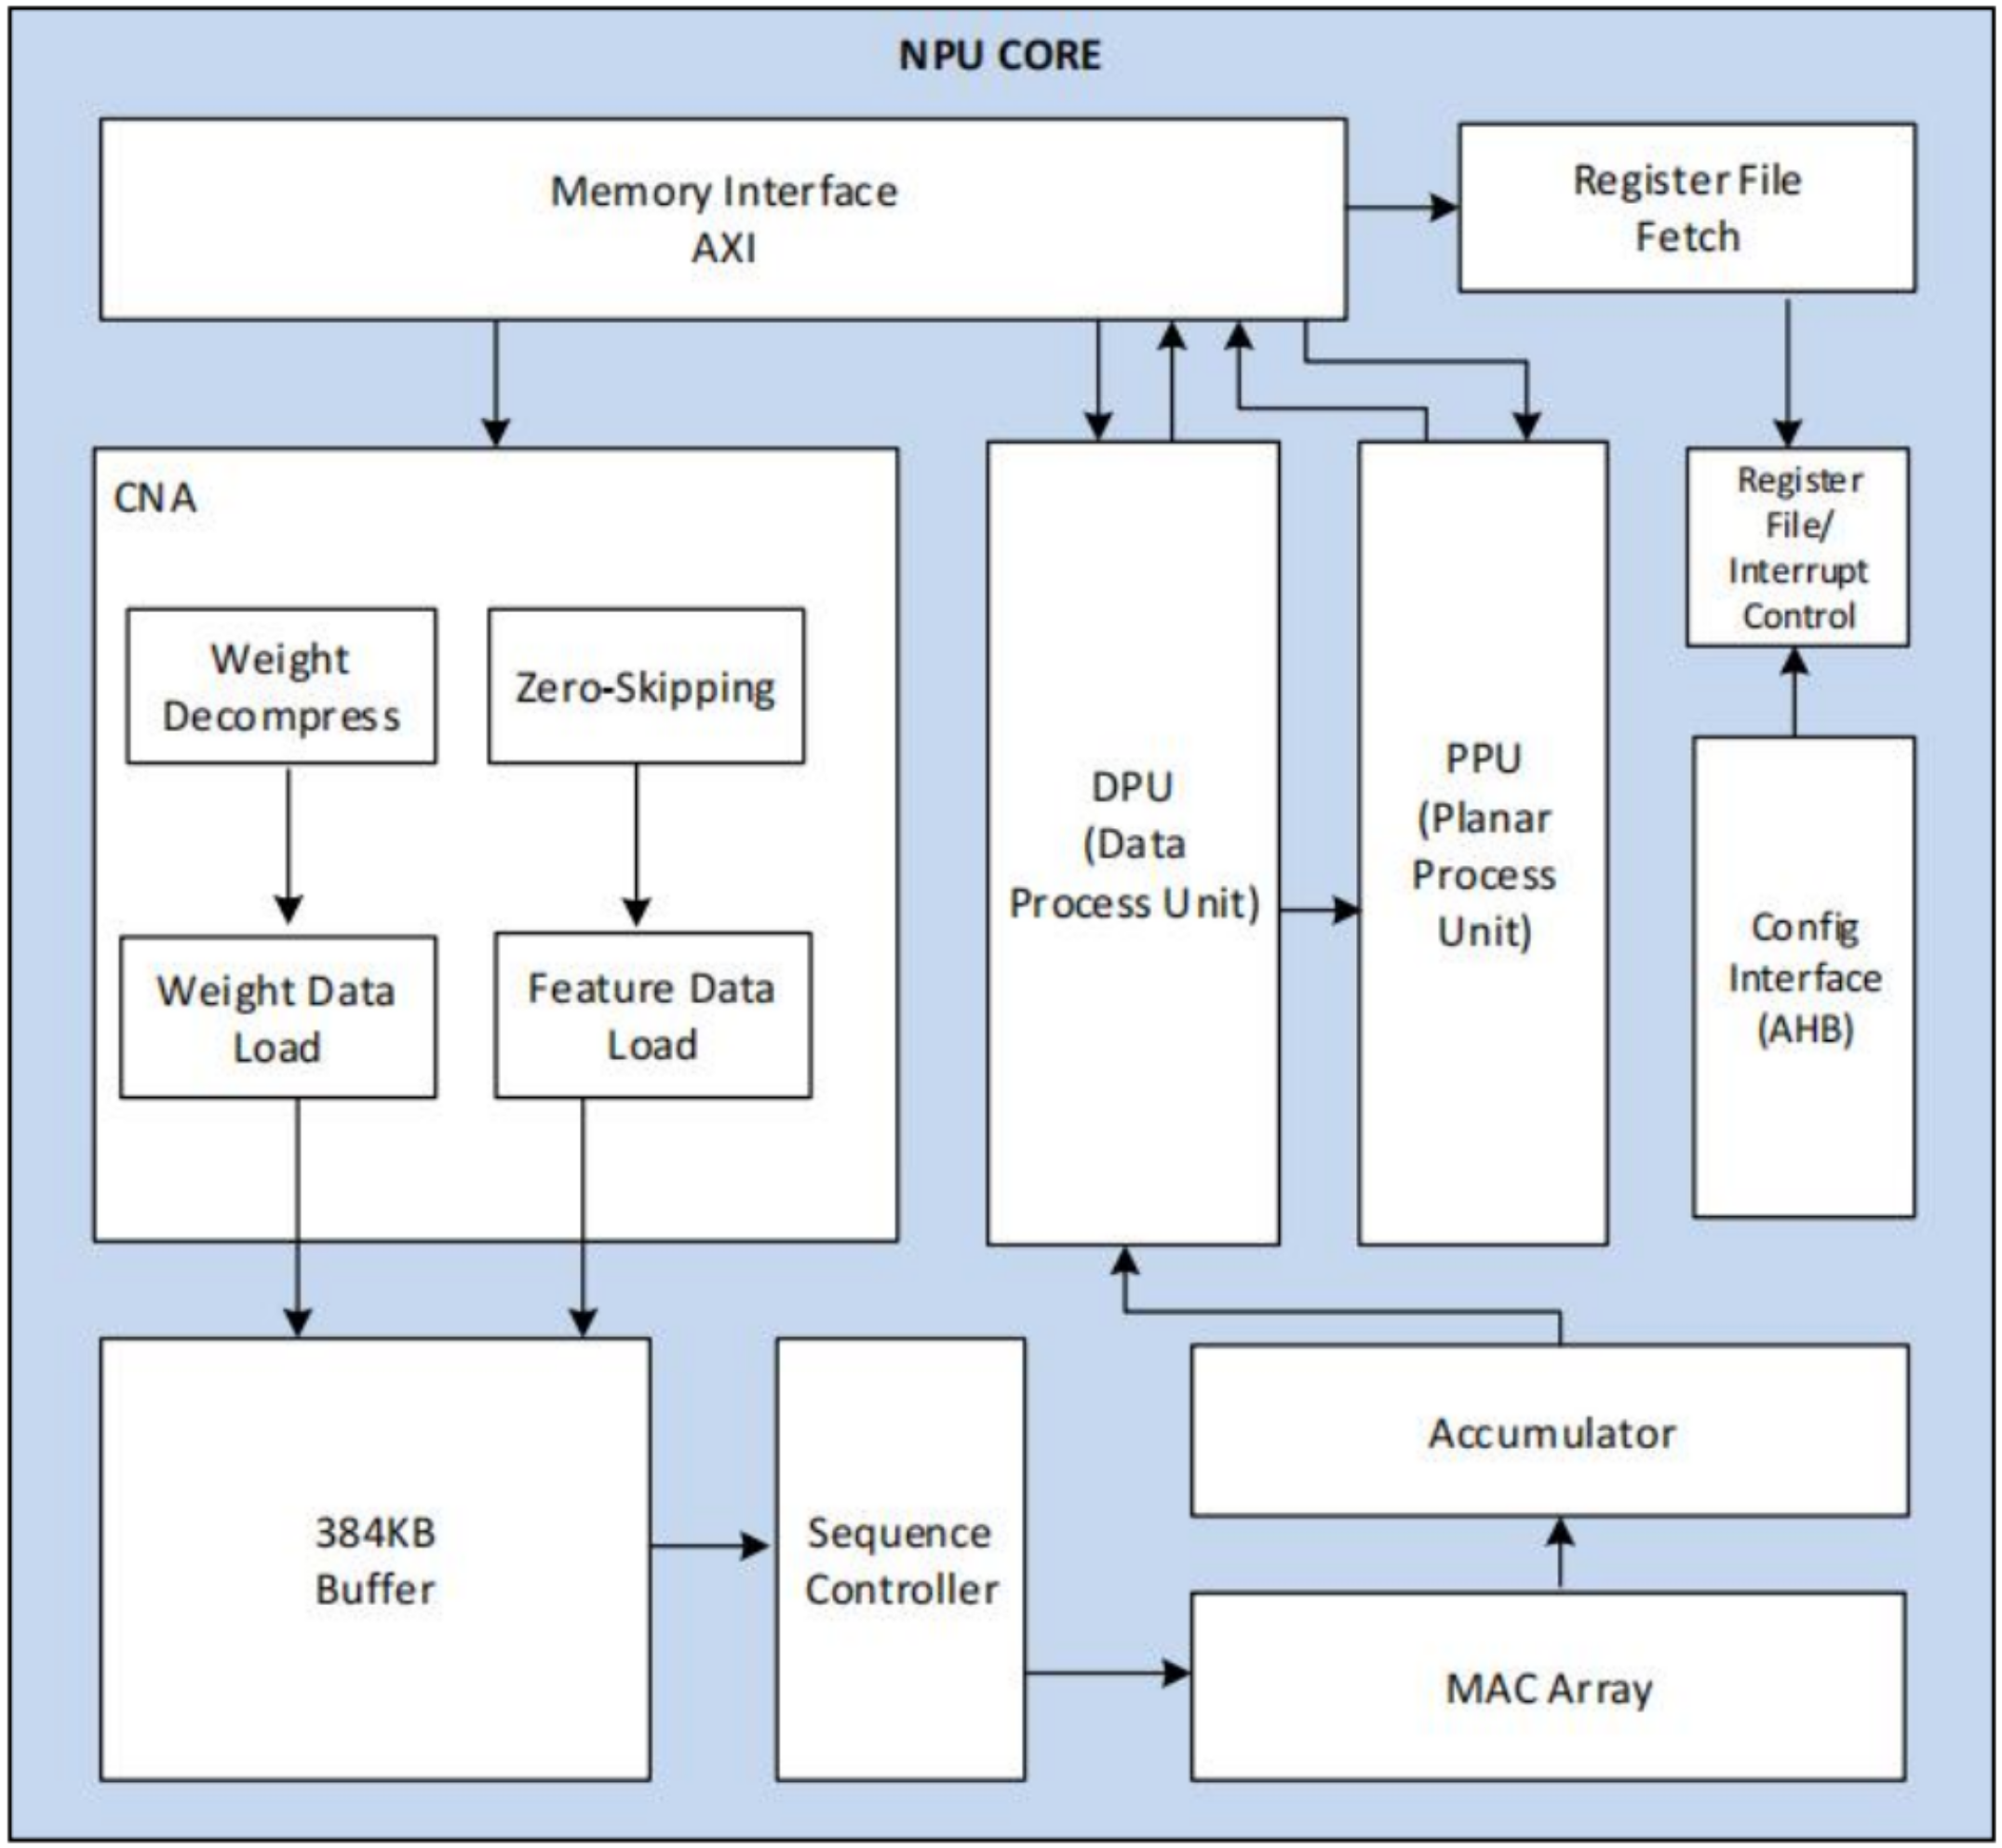 NPU CORE
Memory Interface
AXI
Register File
Fetch
CNA
Weight
Decompress
Zero-Skipping
Weight Data
Load
Feature Data
Load
DPU
(Data
Process Unit)
PPU
(Planar
Process
Unit)
Register
File/
Interrupt
Control
Config
Interface
(AHB)
384KB
Buffer
Sequence
Controller
Accumulator
MAC Array